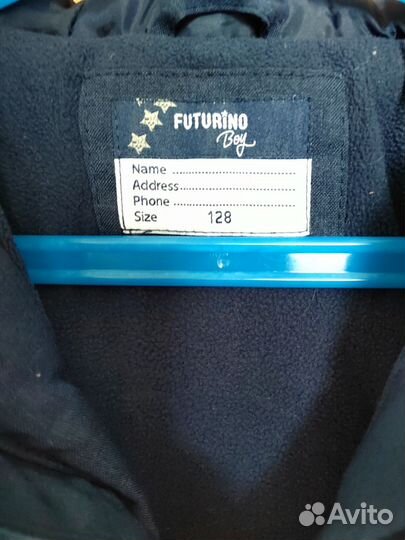 FUTURINO
Boy
Name ..............................
Address............................
Phone .............................
Size 128
Avito